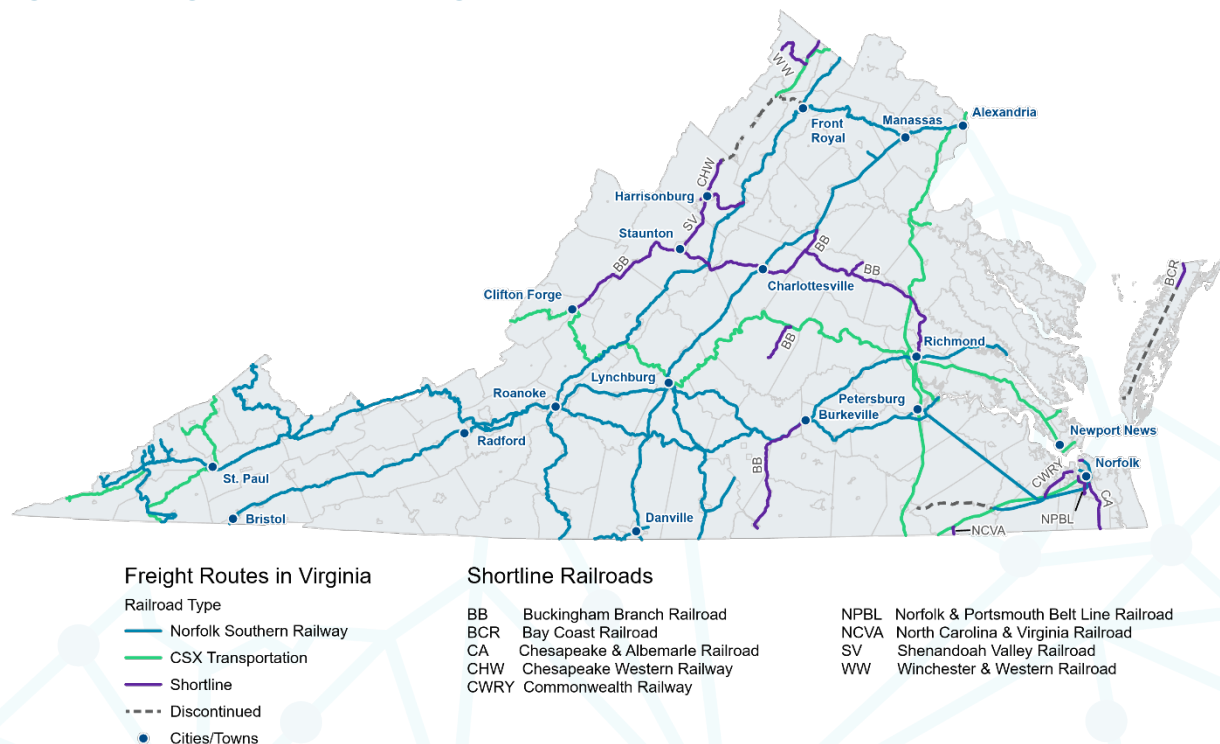 WW
Front
Royal
Manassas
Alexandria
CHW
Harrisonburg
SV
Staunton
BB
BB
BB
Charlottesville
BCR
Clifton Forge
BB
Richmond
Lynchburg
Roanoke
Petersburg
Burkeville
Radford
Newport News
St. Paul
BB
CWRY
Norfolk
CA
Bristol
Danville
NPBL
NCVA
Freight Routes in Virginia
Railroad Type
Norfolk Southern Railway
CSX Transportation
Shortline
Discontinued
Cities/Towns
Shortline Railroads
BB Buckingham Branch Railroad
BCR Bay Coast Railroad
CA Chesapeake & Albemarle Railroad
CHW Chesapeake Western Railway
CWRY Commonwealth Railway
NPBL Norfolk & Portsmouth Belt Line Railroad
NCVA North Carolina & Virginia Railroad
SV Shenandoah Valley Railroad
WW Winchester & Western Railroad